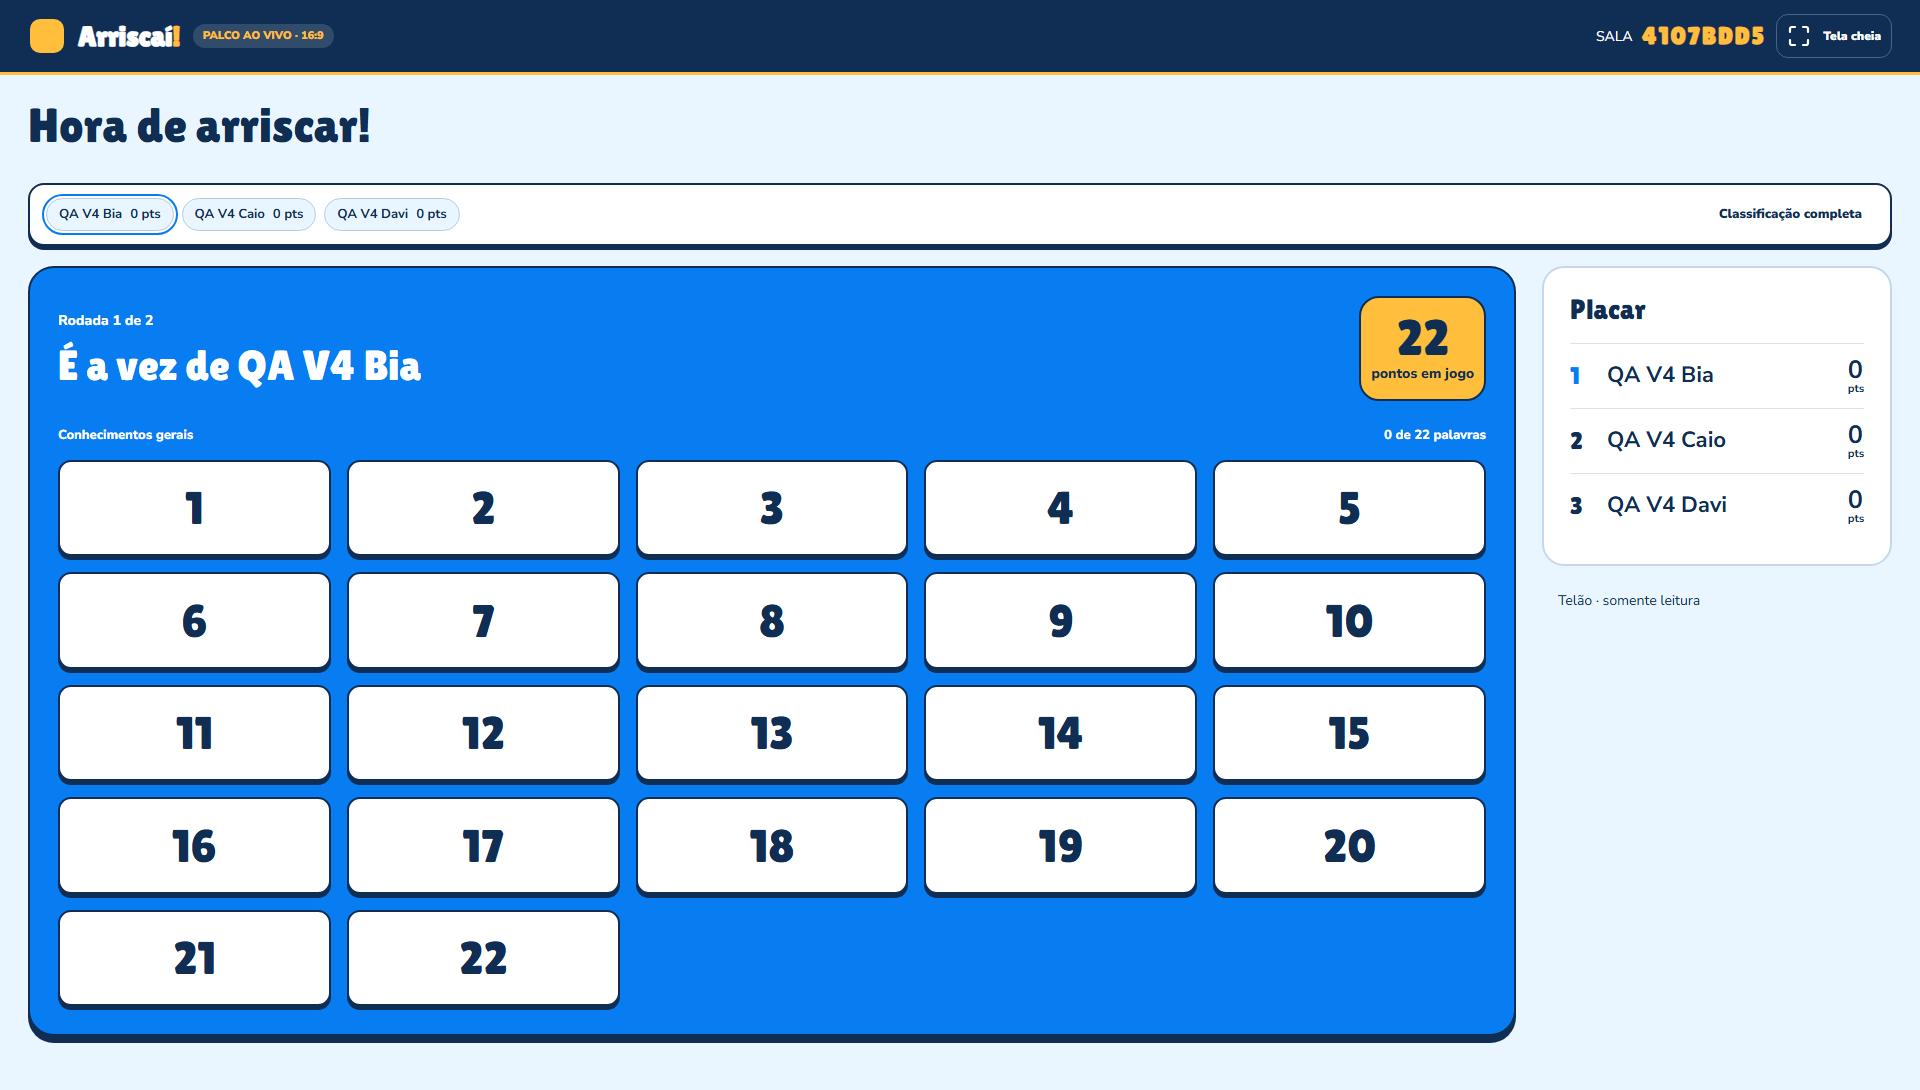 Arriscaí!
PALCO AO VIVO · 16:9
SALA 4107BDD5
Tela cheia
Hora de arriscar!
QA V4 Bia 0 pts
QA V4 Caio 0 pts
QA V4 Davi 0 pts
Classificação completa
Rodada 1 de 2
É a vez de QA V4 Bia
22
pontos em jogo
Conhecimentos gerais
0 de 22 palavras
1 2 3 4 5
6 7 8 9 10
11 12 13 14 15
16 17 18 19 20
21 22
Placar
1 QA V4 Bia 0 pts
2 QA V4 Caio 0 pts
3 QA V4 Davi 0 pts
Telão · somente leitura